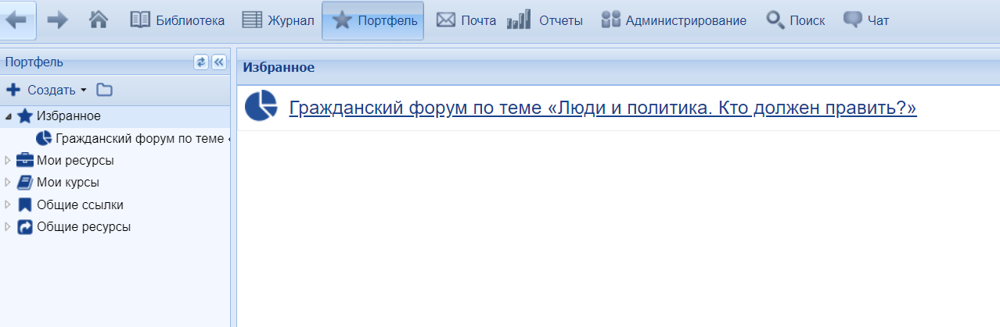 Библиотека Журнал Портфель Почта Отчеты Администрирование Поиск Чат
Портфель
Создать
Избранное
Гражданский форум по теме «
Мои ресурсы
Мои курсы
Общие ссылки
Общие ресурсы
Избранное
Гражданский форум по теме «Люди и политика. Кто должен править?»